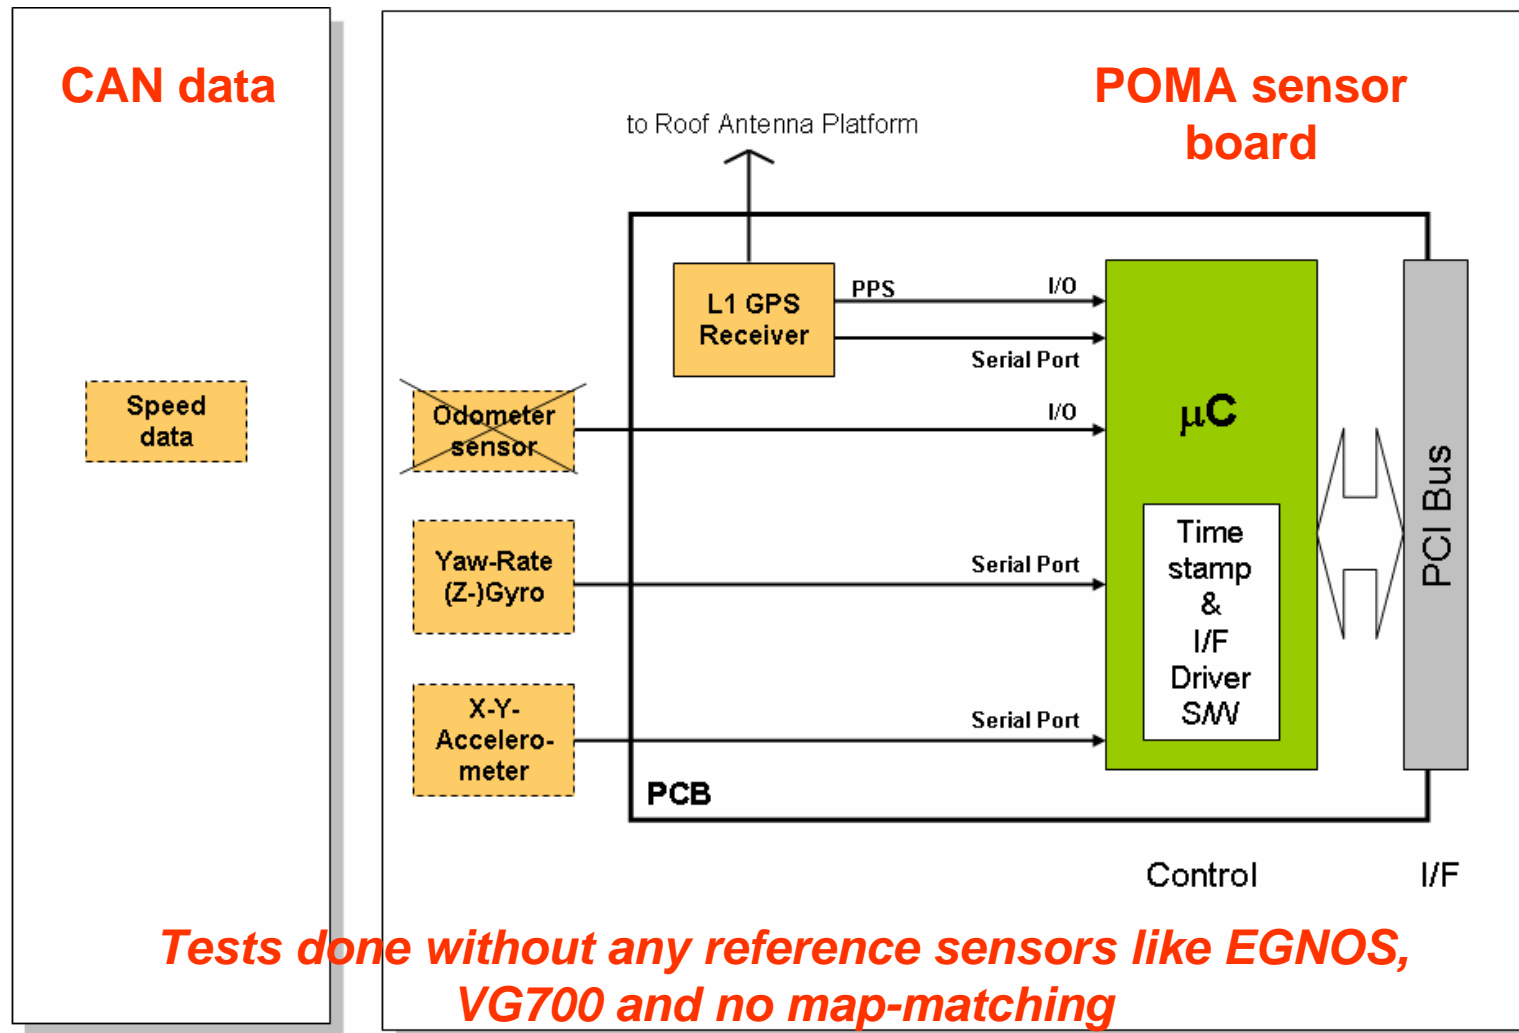 CAN data
POMA sensor
board
to Roof Antenna Platform
L1 GPS
Receiver
PPS
I/O
Serial Port
Speed
data
Odometer
sensor
I/O
μC
Yaw-Rate
(Z-)Gyro
Serial Port
Time
stamp
&
I/F
Driver
S/W
PCI Bus
X-Y-
Accelero-
meter
Serial Port
PCB
Control
I/F
Tests done without any reference sensors like EGNOS,
VG700 and no map-matching